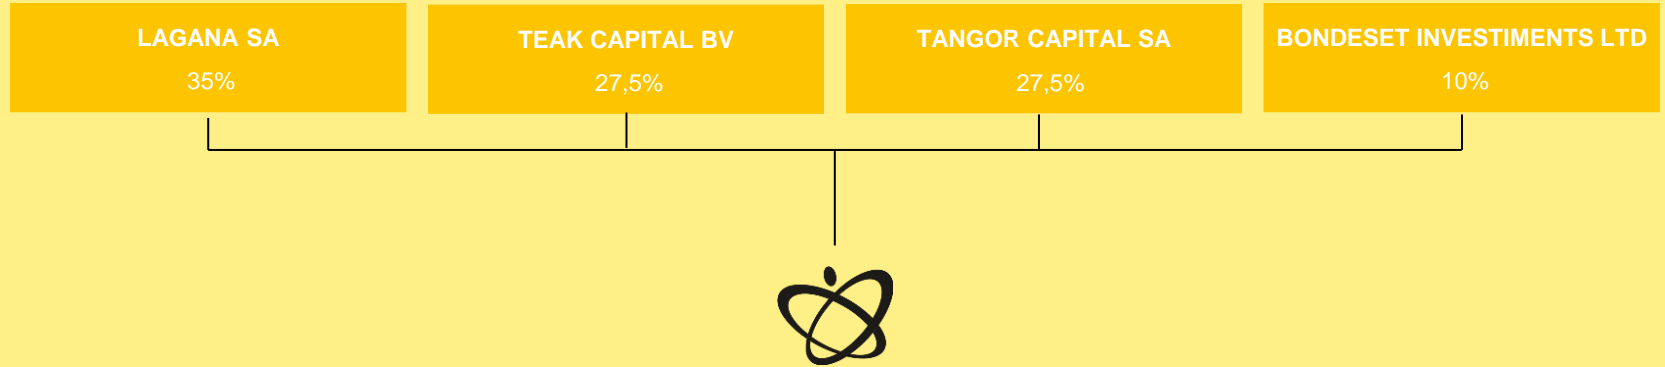 LAGANA SA
35%
TEAK CAPITAL BV
27,5%
TANGOR CAPITAL SA
27,5%
BONDESET INVESTIMENTS LTD
10%